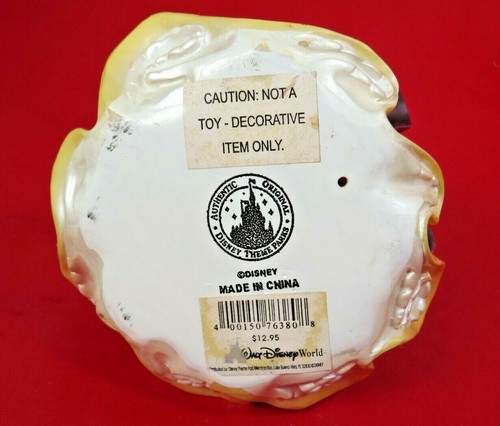 CAUTION: NOT A
TOY - DECORATIVE
ITEM ONLY.
AUTHENTIC ORIGINAL
DISNEY THEME PARKS
©DISNEY
MADE IN CHINA
4 00150 76380 8
$12.95
Walt Disney World